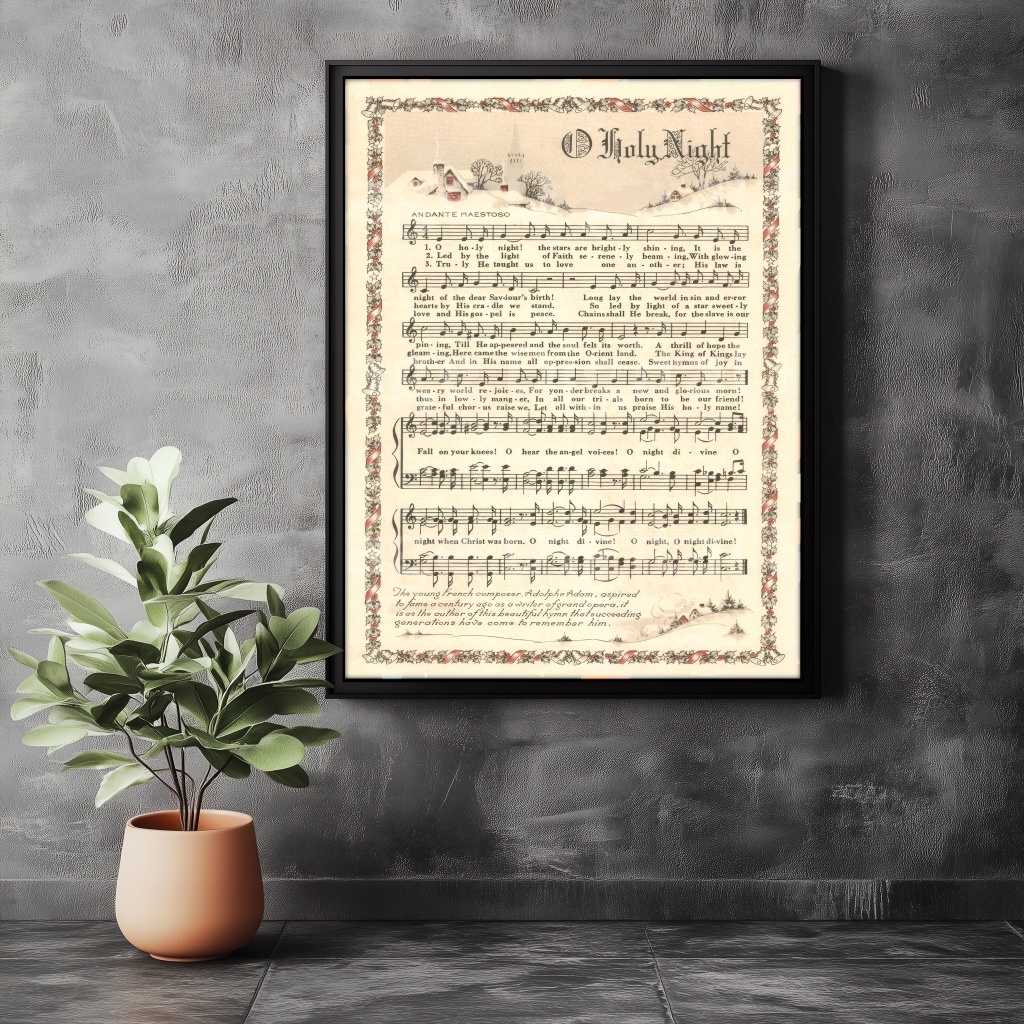 O Holy Night
ANDANTE MAESTOSO
1. O ho - ly night! the stars are bright - ly shin - ing, It is the
2. Led by the light of Faith se - rene - ly beam - ing, With glow - ing
3. Tru - ly He taught us to love one an - oth - er; His law is
night of the dear Sav-iour's birth! Long lay the world in sin and er-ror
hearts by His cra - dle we stand. So led by light of a star sweet - ly
love and His gos - pel is peace. Chains shall He break, for the slave is our
pin - ing, Till He ap-peared and the soul felt its worth. A thrill of hope the
gleam - ing, Here came the wise men from the O-rient land. The King of Kings lay
broth-er And in His name all op-pres-sion shall cease. Sweet hymns of joy in
wea - ry world re - joic - es, For yon - der breaks a new and glo-rious morn!
thus in low - ly mang - er, In all our tri - als born to be our friend!
grate - ful chor - us raise we, Let all with - in us praise His ho - ly name!
Fall on your knees! O hear the an-gel voi-ces! O night di - vine O
night when Christ was born. O night di - vine! O night, O night di-vine!
The young French composer, Adolphe Adam, aspired
to fame a century ago as a writer of grand opera, it
is as the author of this beautiful hymn that succeeding
generations have come to remember him.